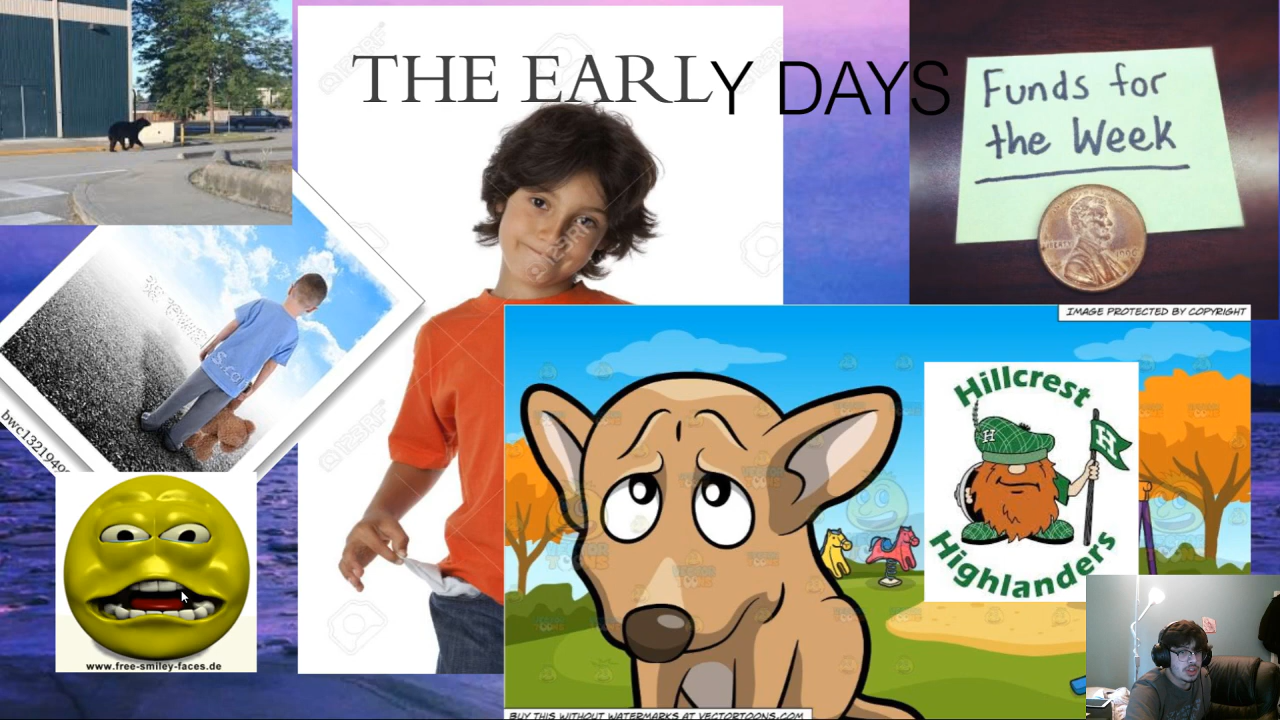 THE EARLY DAYS
Funds for
the Week
IMAGE PROTECTED BY COPYRIGHT
Hillcrest
H
H
Highlanders
www.free-smiley-faces.de
BUY THIS WITHOUT WATERMARKS AT VECTORTOONS.COM